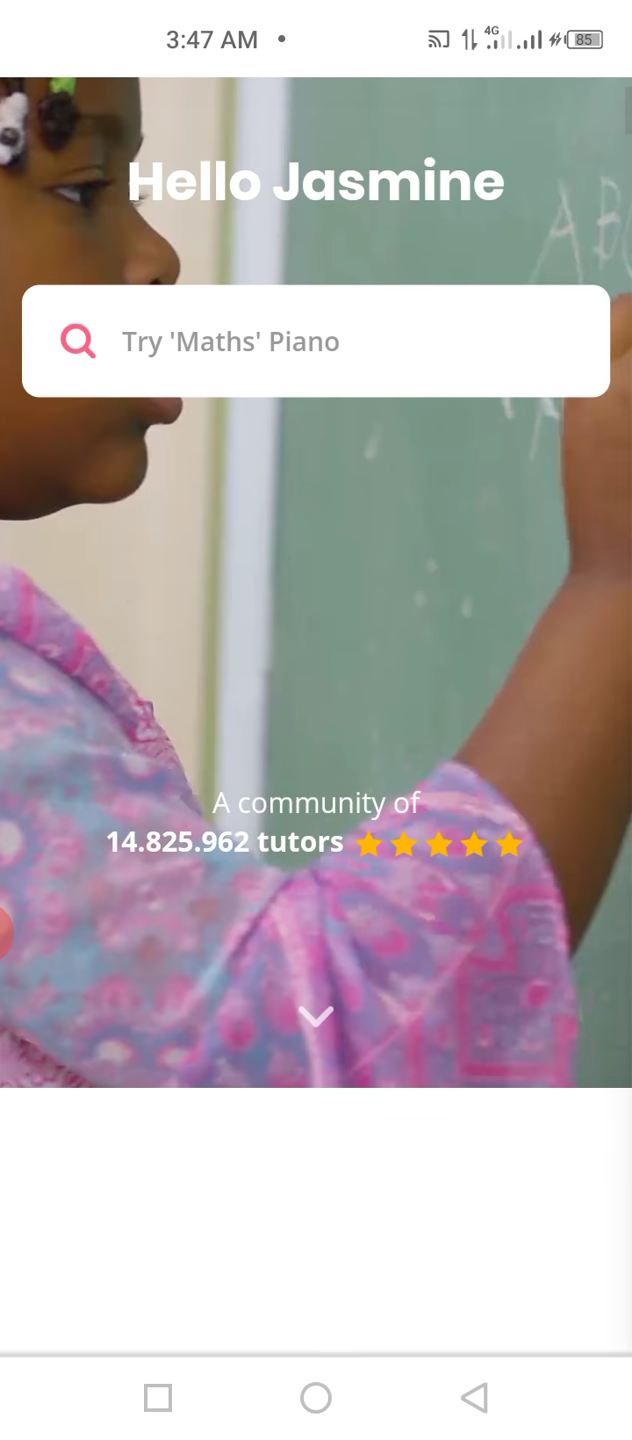 3:47 AM
4G
85
Hello Jasmine
Try 'Maths' Piano
A community of
14.825.962 tutors